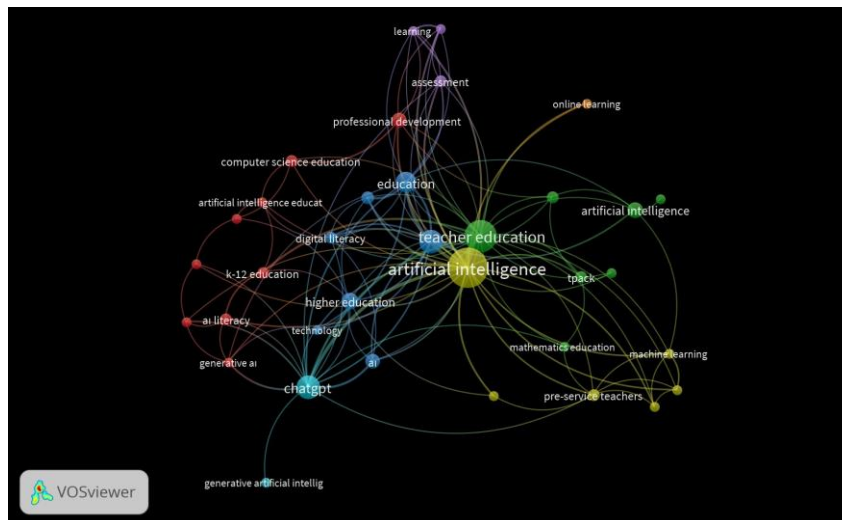 learning
assessment
online learning
professional development
computer science education
education
artificial intelligence educat
artificial intelligence
digital literacy
teacher education
artificial intelligence
k-12 education
tpack
higher education
ai literacy
technology
mathematics education
machine learning
generative ai
ai
chatgpt
pre-service teachers
generative artificial intellig
VOSviewer